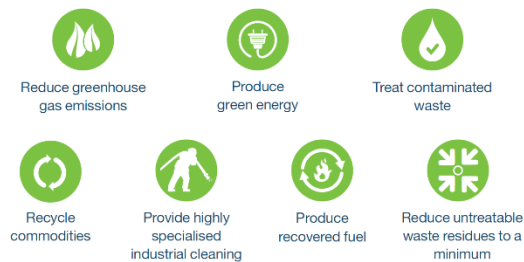 Reduce greenhouse
gas emissions
Produce
green energy
Treat contaminated
waste
Recycle
commodities
Provide highly
specialised
industrial cleaning
Produce
recovered fuel
Reduce untreatable
waste residues to a
minimum